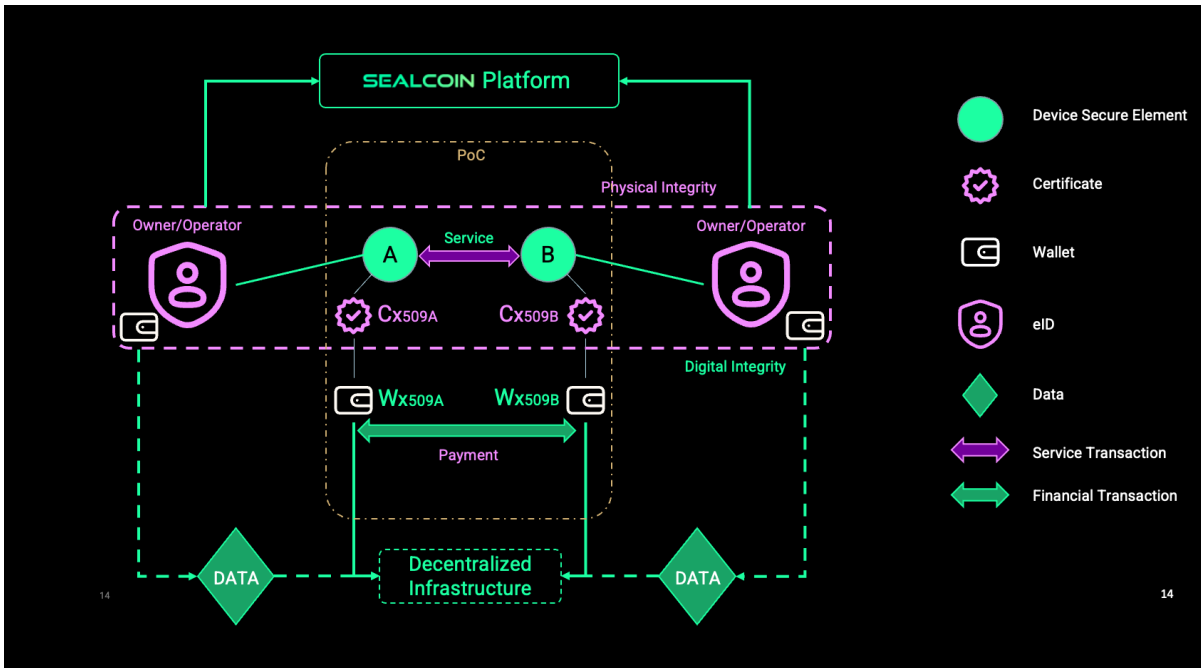 SEALCOIN Platform
PoC
Physical Integrity
Owner/Operator
Owner/Operator
A
Service
B
Cx509A
Cx509B
Digital Integrity
Wx509A
Wx509B
Payment
DATA
Decentralized
Infrastructure
DATA
14
Device Secure Element
Certificate
Wallet
eID
Data
Service Transaction
Financial Transaction
14